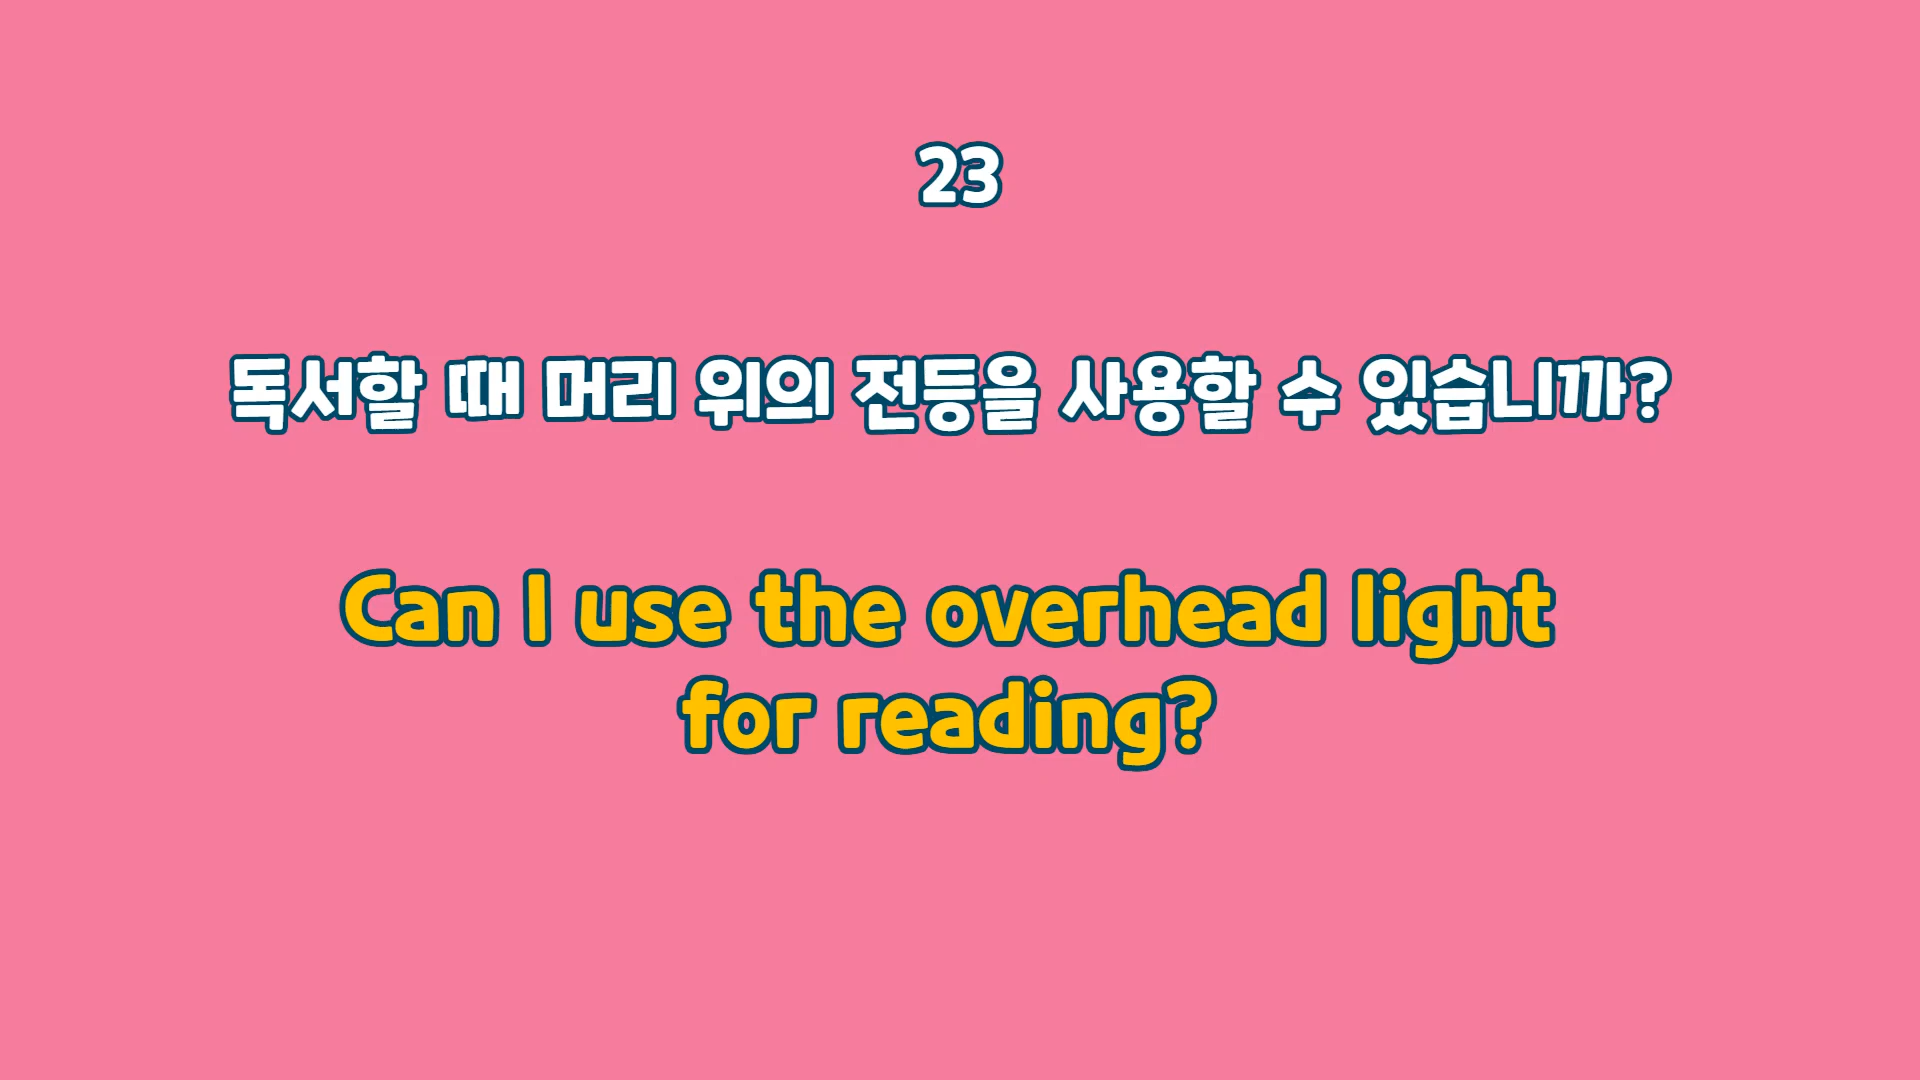 23
독서할 때 머리 위의 전등을 사용할 수 있습니까?
Can I use the overhead light
for reading?